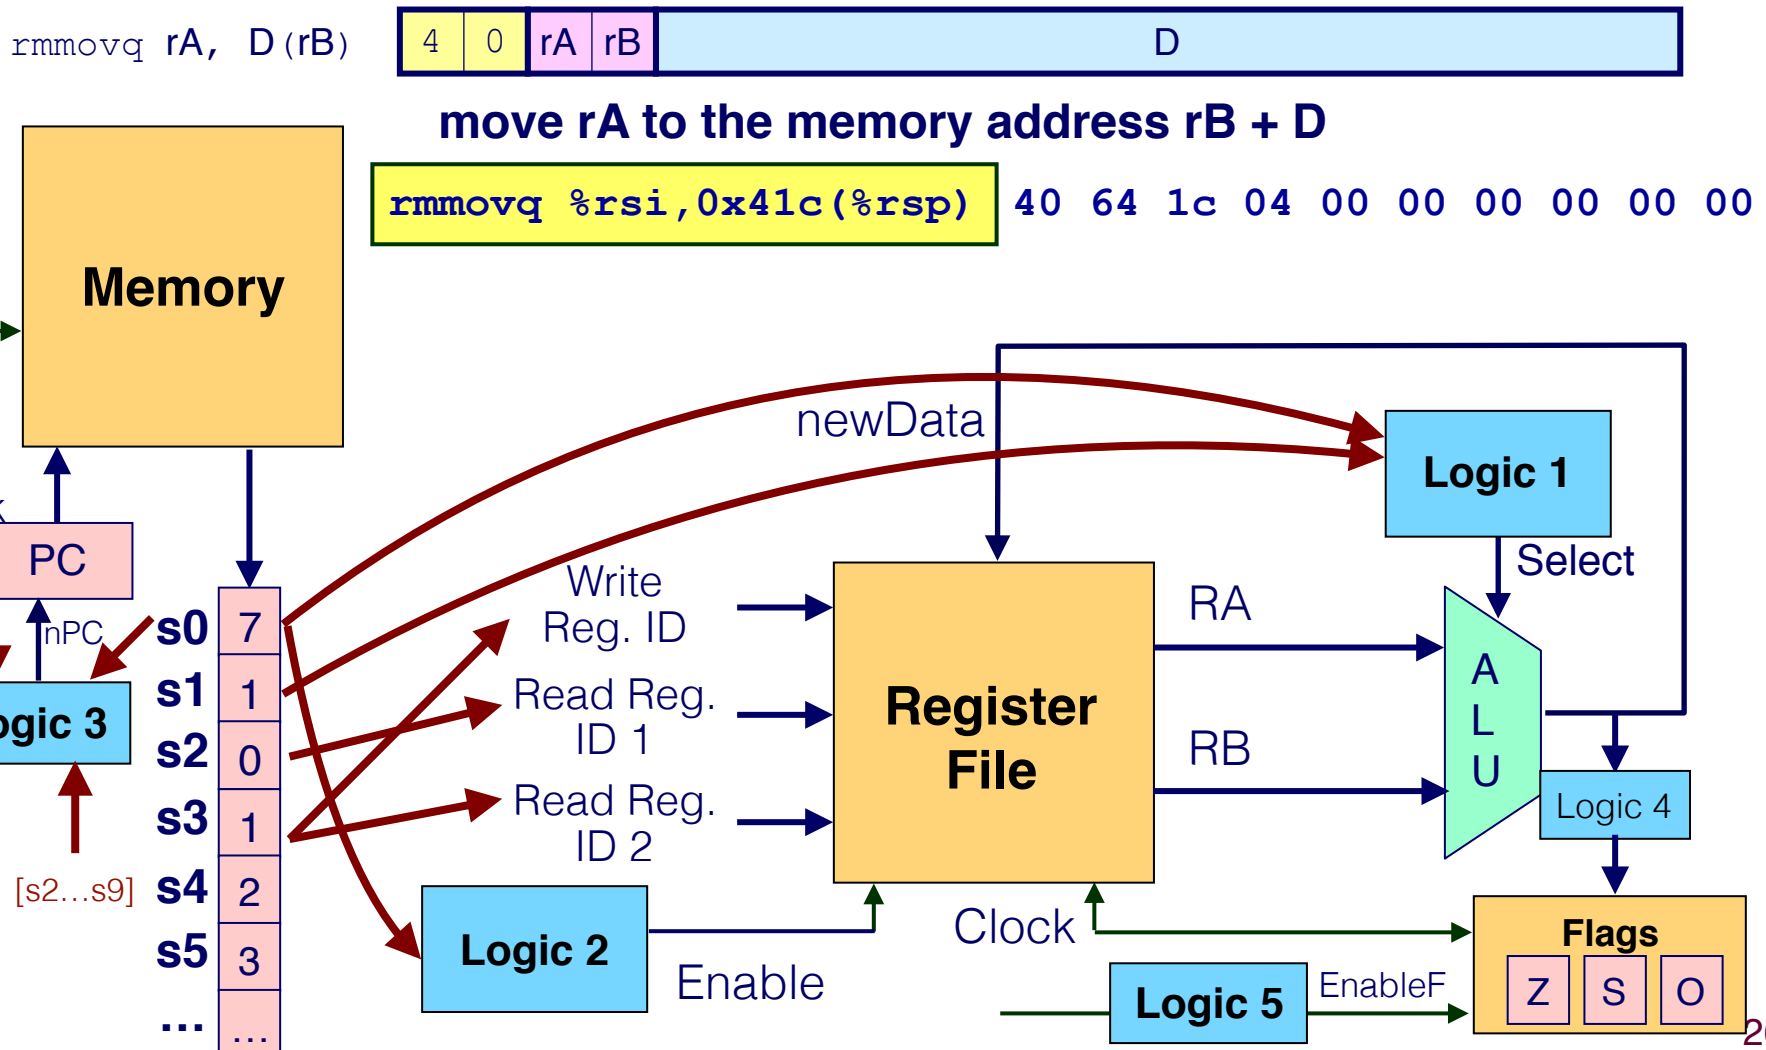 rmmovq rA, D(rB)
4 0 rA rB D
move rA to the memory address rB + D
rmmovq %rsi,0x41c(%rsp) 40 64 1c 04 00 00 00 00 00 00
Memory
newData
Logic 1
Select
PC
nPC
s0 7
s1 1
s2 0
s3 1
s4 2
s5 3
... ...
ogic 3
[s2...s9]
Write
Reg. ID
Read Reg.
ID 1
Read Reg.
ID 2
Register
File
RA
RB
A
L
U
Logic 4
Logic 2
Enable
Clock
Logic 5
EnableF
Flags
Z S O